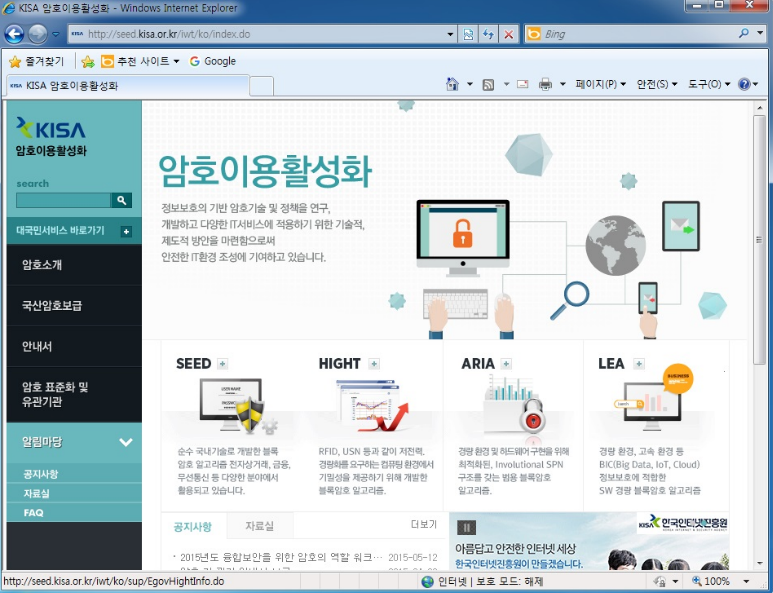 KISA 암호이용활성화 - Windows Internet Explorer
http://seed.kisa.or.kr/iwt/ko/index.do
Bing
즐겨찾기
추천 사이트
Google
KISA 암호이용활성화
페이지(P)
안전(S)
도구(O)
KISA
암호이용활성화
search
대국민서비스 바로가기 +
암호소개
국산암호보급
안내서
암호 표준화 및
유관기관
알림마당
공지사항
자료실
FAQ
암호이용활성화
정보보호의 기반 암호기술 및 정책을 연구,
개발하고 다양한 IT서비스에 적용하기 위한 기술적,
제도적 방안을 마련함으로써
안전한 IT환경 조성에 기여하고 있습니다.
SEED +
순수 국내기술로 개발한 블록
암호 알고리즘 전자상거래, 금융,
무선통신 등 다양한 분야에서
활용되고 있습니다.
HIGHT +
RFID, USN 등과 같이 저전력,
경량화를 요구하는 컴퓨팅 환경에서
기밀성을 제공하기 위해 개발한
블록암호 알고리즘.
ARIA +
경량 환경 및 하드웨어 구현을 위해
최적화된, Involutional SPN
구조를 갖는 범용 블록암호
알고리즘.
LEA +
BUSINESS
경량 환경, 고속 환경 등
BIC(Big Data, IoT, Cloud)
정보보호에 적합한
SW 경량 블록암호 알고리즘
공지사항
자료실
더보기
· 2015년도 융합보안을 위한 암호의 역할 워크··· 2015-05-12
KISA 한국인터넷진흥원
아름답고 안전한 인터넷 세상
한국인터넷진흥원이 만들겠습니다.
http://seed.kisa.or.kr/iwt/ko/sup/EgovHightInfo.do
인터넷 | 보호 모드: 해제
100%